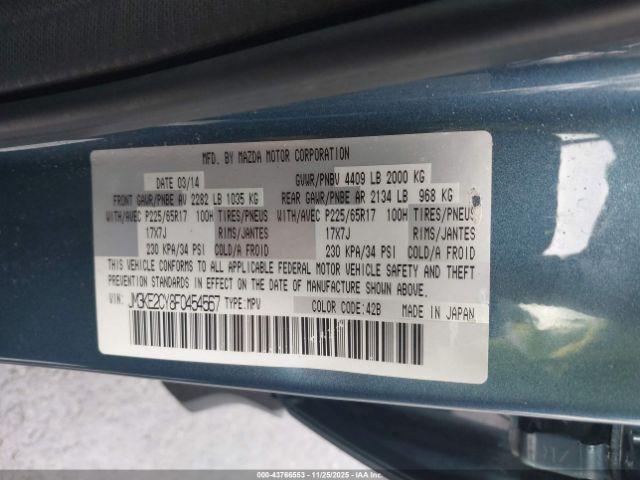 MFD. BY MAZDA MOTOR CORPORATION
DATE 03/14 GVWR/PNBV 4409 LB 2000 KG
FRONT GAWR/PNBE AV 2282 LB 1035 KG REAR GAWR/PNBE AR 2134 LB 968 KG
WITH/AVEC P225/65R17 100H TIRES/PNEUS WITH/AVEC P225/65R17 100H TIRES/PNEUS
17X7J RIMS/JANTES 17X7J RIMS/JANTES
230 KPA/34 PSI COLD/A FROID 230 KPA/34 PSI COLD/A FROID
THIS VEHICLE CONFORMS TO ALL APPLICABLE FEDERAL MOTOR VEHICLE SAFETY AND THEFT
PREVENTION STANDARDS IN EFFECT ON THE DATE OF MANUFACTURE SHOWN ABOVE.
VIN: JM3KE2CY8F0454567 TYPE:MPV COLOR CODE:42B MADE IN JAPAN
000-43766553 - 11/25/2025 - IAA Inc.